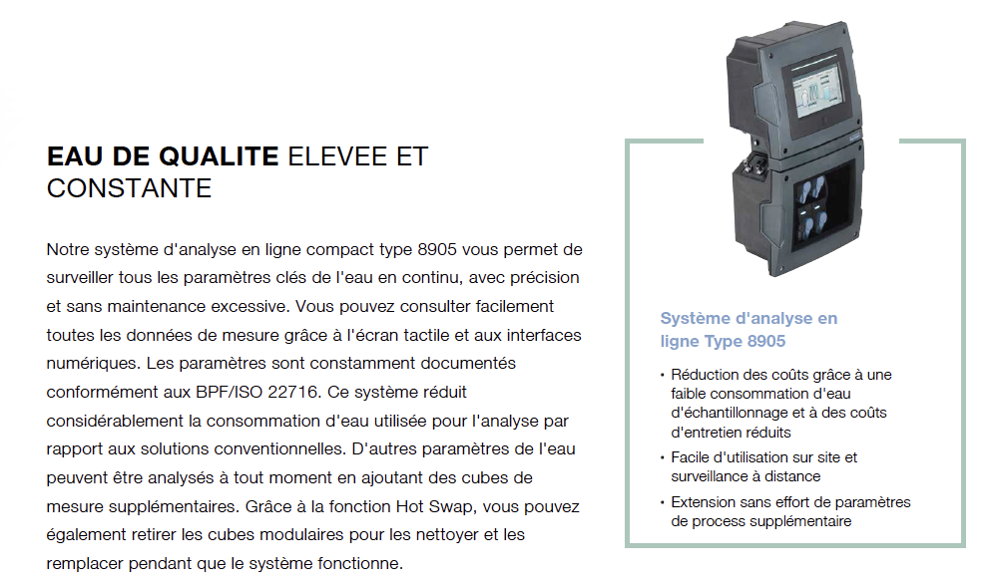 EAU DE QUALITE ELEVEE ET
CONSTANTE
Notre système d'analyse en ligne compact type 8905 vous permet de
surveiller tous les paramètres clés de l'eau en continu, avec précision
et sans maintenance excessive. Vous pouvez consulter facilement
toutes les données de mesure grâce à l'écran tactile et aux interfaces
numériques. Les paramètres sont constamment documentés
conformément aux BPF/ISO 22716. Ce système réduit
considérablement la consommation d'eau utilisée pour l'analyse par
rapport aux solutions conventionnelles. D'autres paramètres de l'eau
peuvent être analysés à tout moment en ajoutant des cubes de
mesure supplémentaires. Grâce à la fonction Hot Swap, vous pouvez
également retirer les cubes modulaires pour les nettoyer et les
remplacer pendant que le système fonctionne.
Système d'analyse en
ligne Type 8905
• Réduction des coûts grâce à une
faible consommation d'eau
d'échantillonnage et à des coûts
d'entretien réduits
• Facile d'utilisation sur site et
surveillance à distance
• Extension sans effort de paramètres
de process supplémentaire